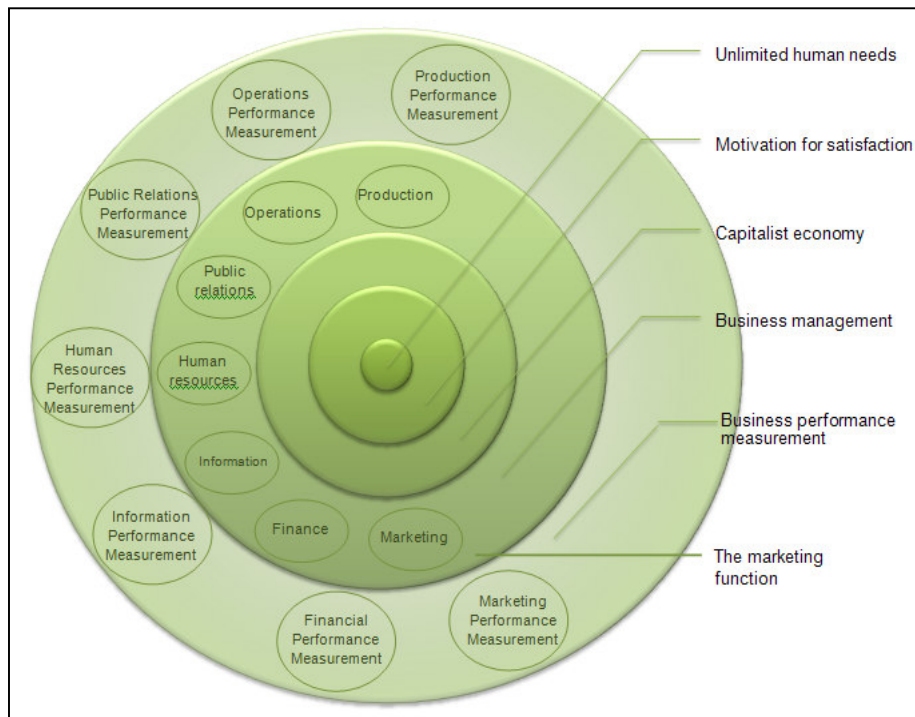 Unlimited human needs
Production
Performance
Measurement
Operations
Performance
Measurement
Motivation for satisfaction
Public Relations
Performance
Measurement
Production
Operations
Capitalist economy
Public
relations
Business management
Human
Resources
Performance
Measurement
Human
resources
Business performance
measurement
Information
Information
Performance
Measurement
Finance
Marketing
The marketing
function
Financial
Performance
Measurement
Marketing
Performance
Measurement